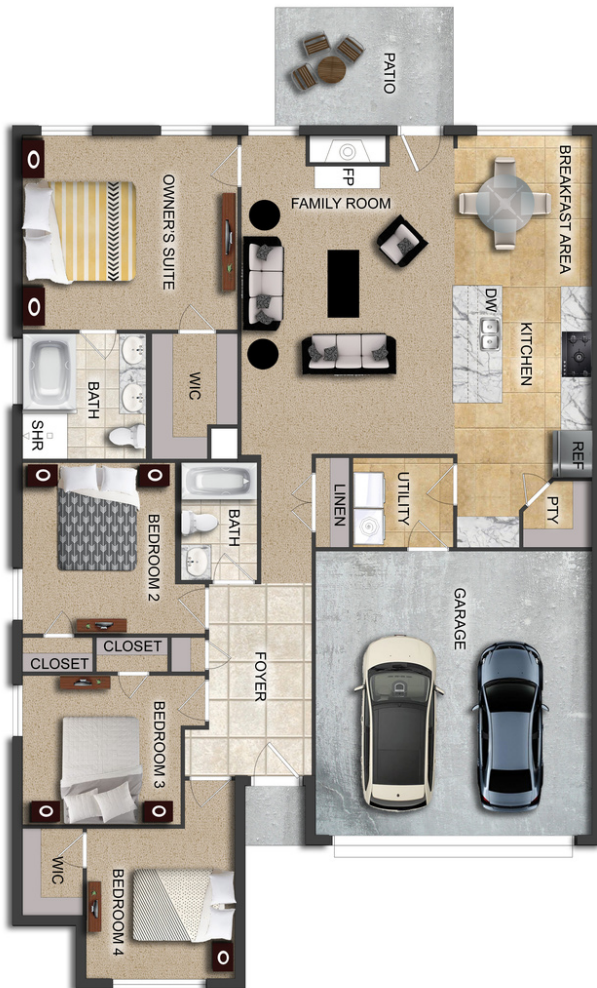 PATIO
FP
FAMILY ROOM
BREAKFAST AREA
OWNER'S SUITE
DW
KITCHEN
WIC
BATH
SHR
REF
LINEN
UTILITY
PTY
BATH
BEDROOM 2
GARAGE
CLOSET
CLOSET
FOYER
BEDROOM 3
WIC
BEDROOM 4